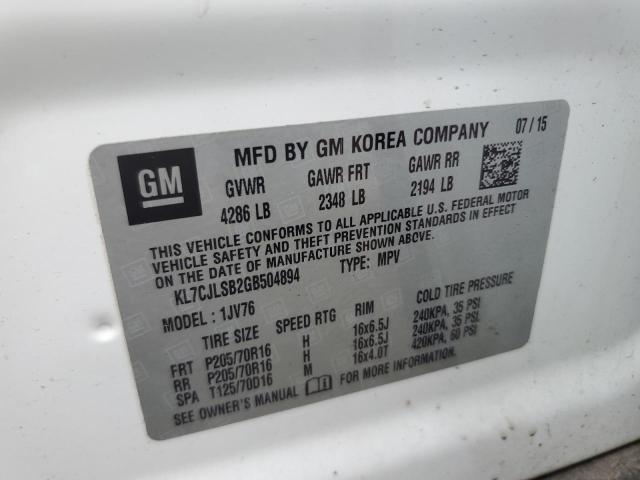 GM
MFD BY GM KOREA COMPANY 07 / 15
GVWR GAWR FRT GAWR RR
4286 LB 2348 LB 2194 LB
THIS VEHICLE CONFORMS TO ALL APPLICABLE U.S. FEDERAL MOTOR
VEHICLE SAFETY AND THEFT PREVENTION STANDARDS IN EFFECT
ON THE DATE OF MANUFACTURE SHOWN ABOVE.
KL7CJLSB2GB504894 TYPE: MPV
MODEL : 1JV76
TIRE SIZE SPEED RTG RIM COLD TIRE PRESSURE
FRT P205/70R16 H 16x6.5J 240KPA, 35 PSI
RR P205/70R16 H 16x6.5J 240KPA, 35 PSI
SPA T125/70D16 M 16x4.0T 420KPA, 60 PSI
SEE OWNER'S MANUAL FOR MORE INFORMATION.